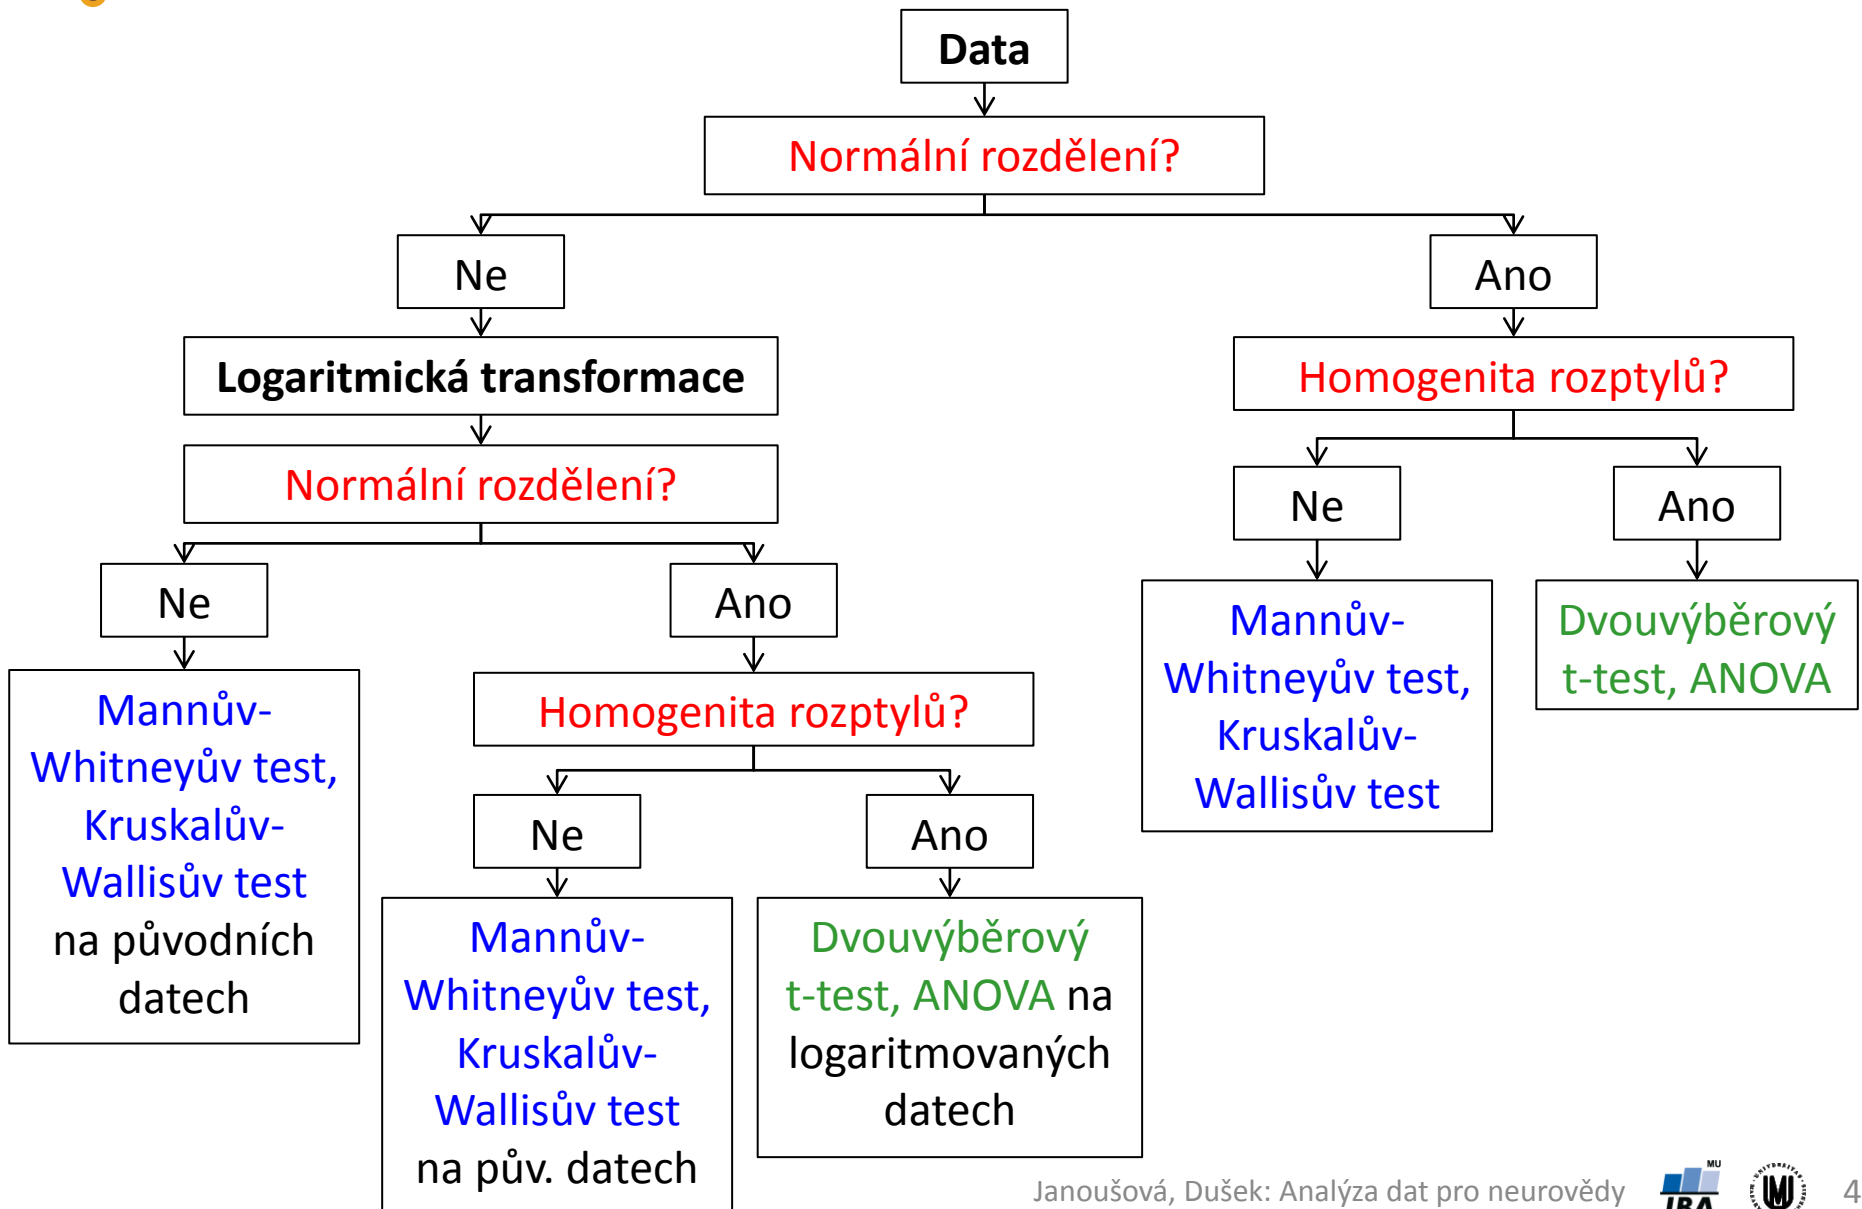 Data
Normální rozdělení?
Ne
Ano
Logaritmická transformace
Homogenita rozptylů?
Normální rozdělení?
Ne
Ano
Ne
Ano
Mannův-
Whitneyův test,
Kruskalův-
Wallisův test
Dvouvýběrový
t-test, ANOVA
Mannův-
Whitneyův test,
Kruskalův-
Wallisův test
na původních
datech
Homogenita rozptylů?
Ne
Ano
Mannův-
Whitneyův test,
Kruskalův-
Wallisův test
na pův. datech
Dvouvýběrový
t-test, ANOVA na
logaritmovaných
datech
Janoušová, Dušek: Analýza dat pro neurovědy
MU
IBA
4